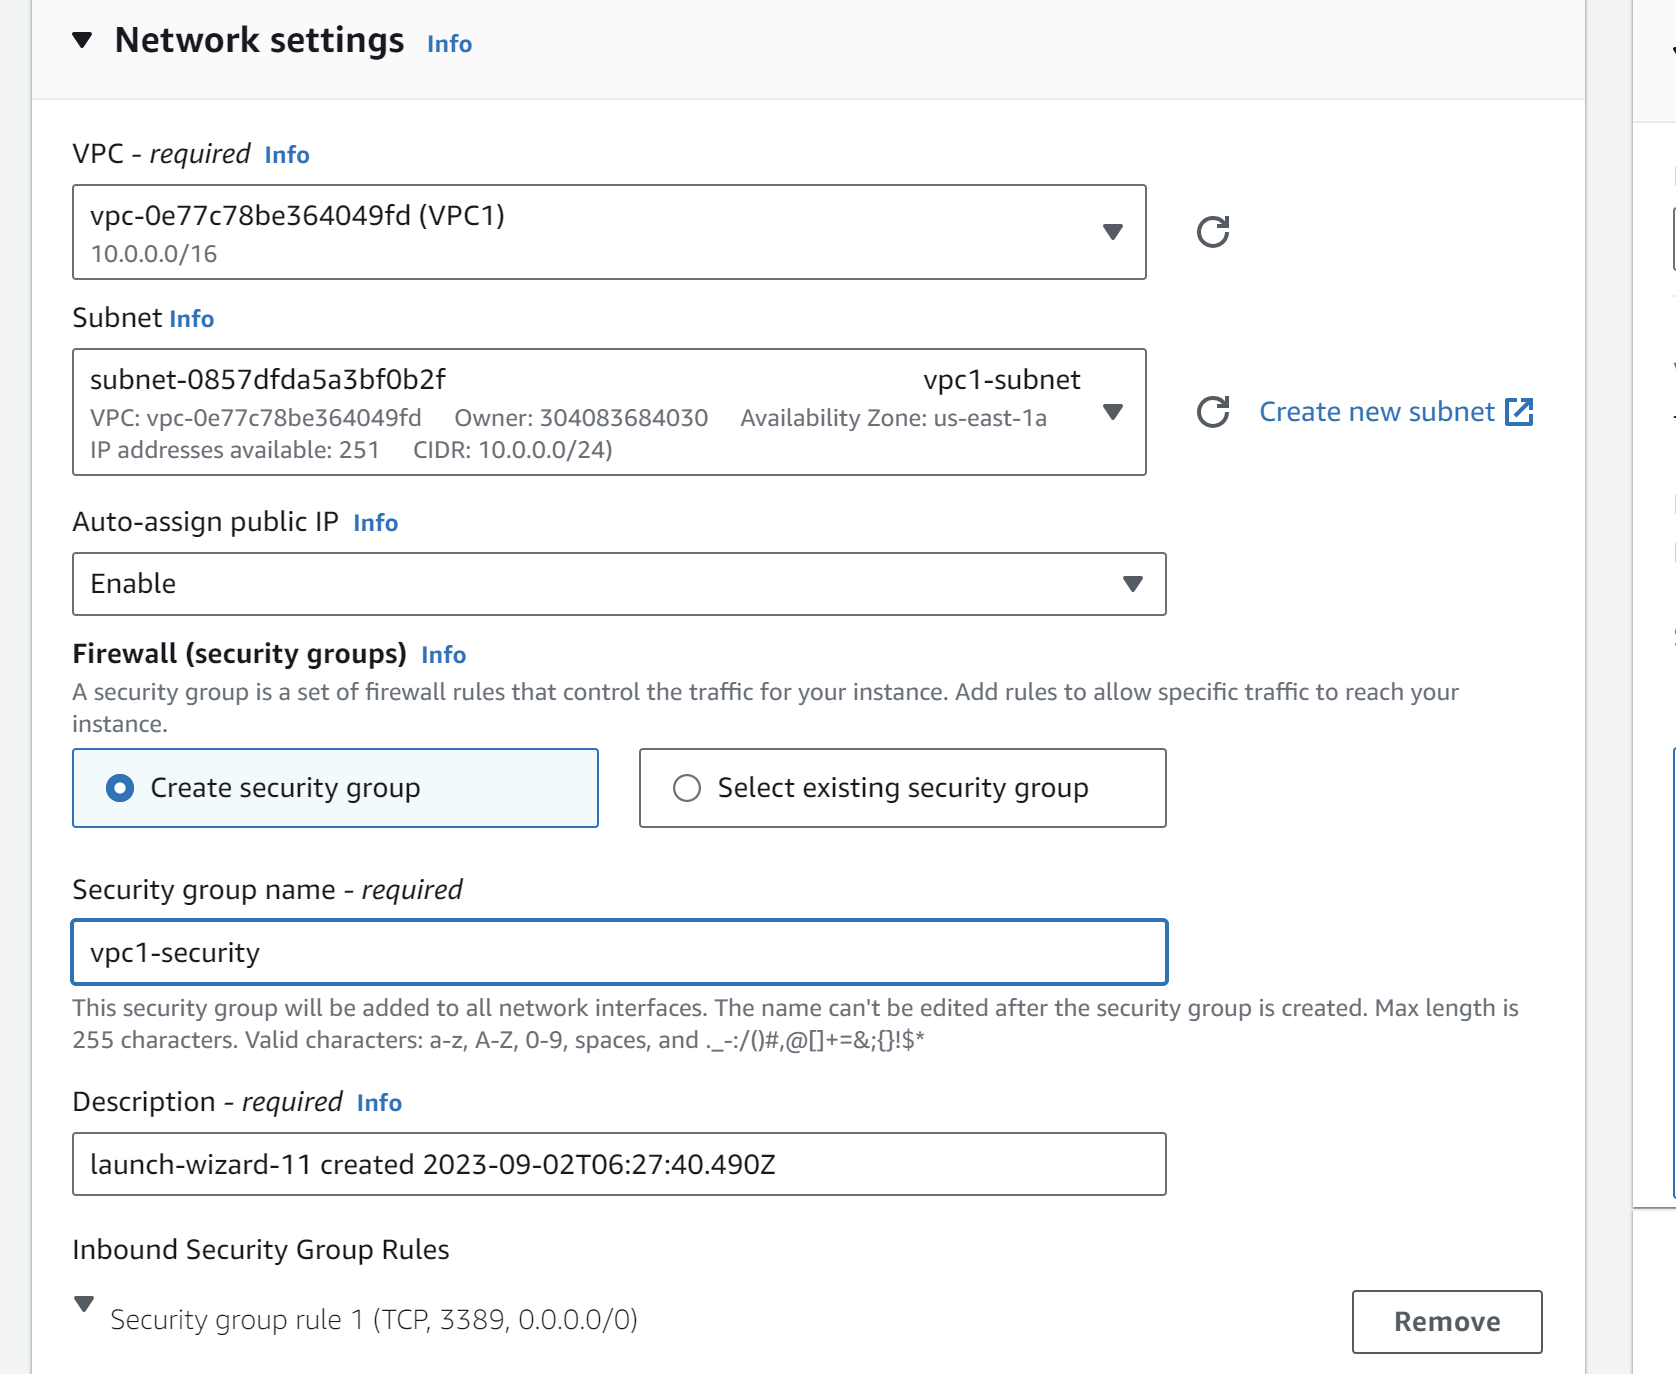 Network settings Info
VPC - required Info
vpc-0e77c78be364049fd (VPC1)
10.0.0.0/16
Subnet Info
subnet-0857dfda5a3bf0b2f vpc1-subnet
VPC: vpc-0e77c78be364049fd Owner: 304083684030 Availability Zone: us-east-1a
IP addresses available: 251 CIDR: 10.0.0.0/24)
Create new subnet
Auto-assign public IP Info
Enable
Firewall (security groups) Info
A security group is a set of firewall rules that control the traffic for your instance. Add rules to allow specific traffic to reach your
instance.
Create security group Select existing security group
Security group name - required
vpc1-security
This security group will be added to all network interfaces. The name can't be edited after the security group is created. Max length is
255 characters. Valid characters: a-z, A-Z, 0-9, spaces, and ._-:/()#,@[]+=&;{}!$*
Description - required Info
launch-wizard-11 created 2023-09-02T06:27:40.490Z
Inbound Security Group Rules
Security group rule 1 (TCP, 3389, 0.0.0.0/0)
Remove